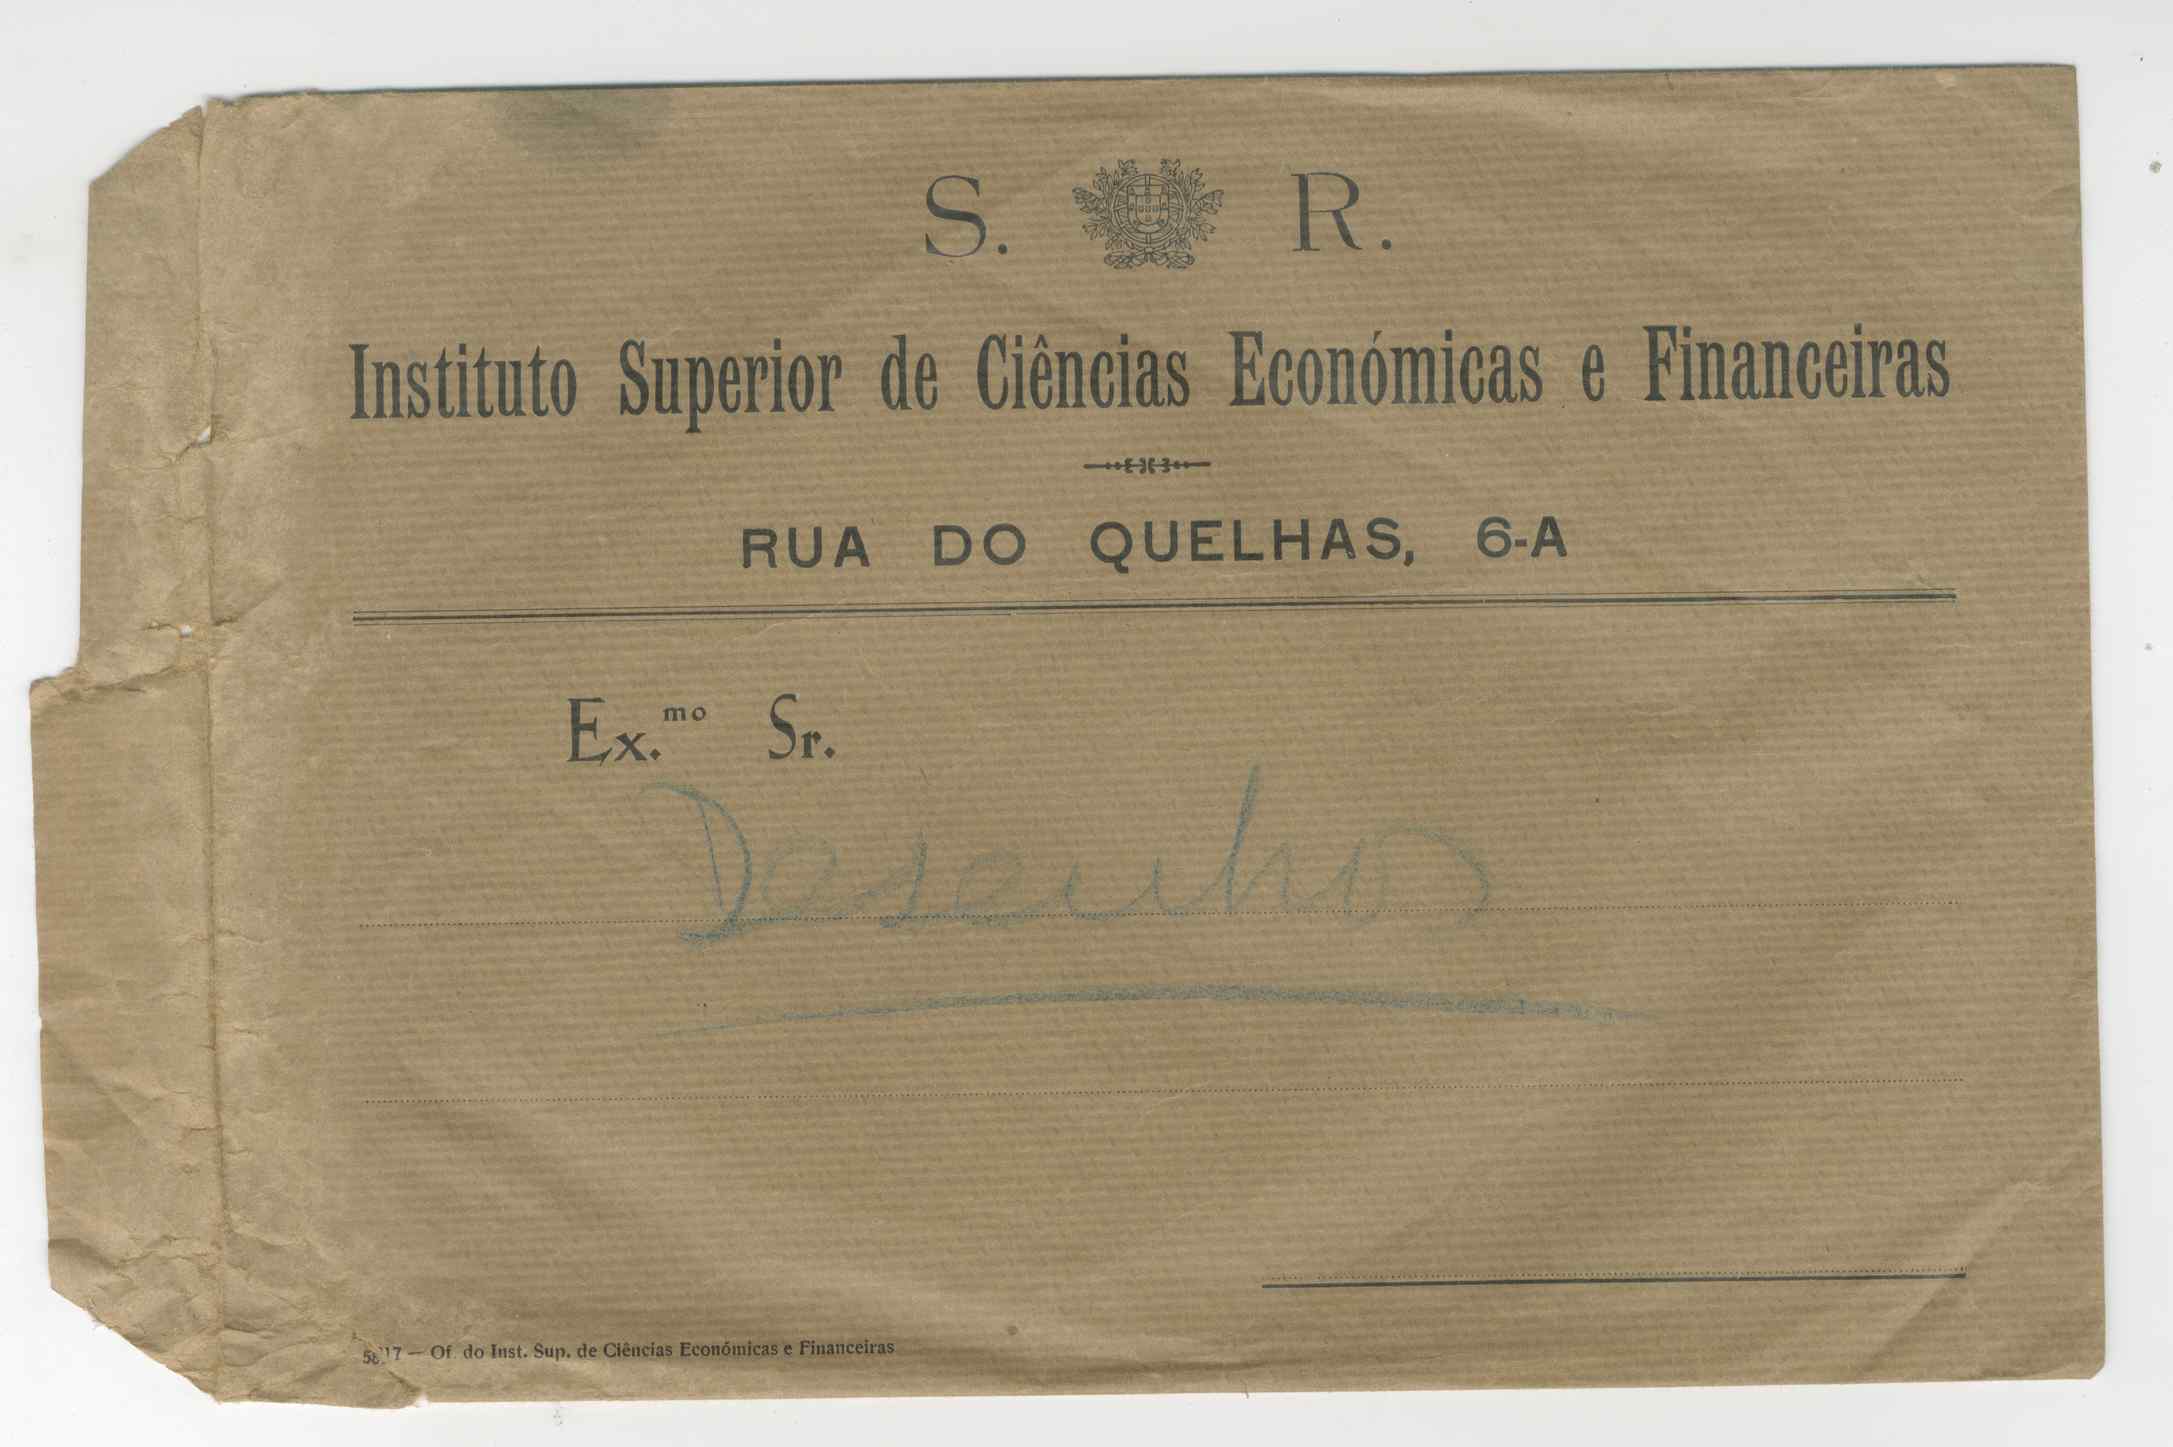 S. R.
Instituto Superior de Ciências Económicas e Financeiras
RUA DO QUELHAS, 6-A
Ex.mo Sr.
Desenhos
Of. do Inst. Sup. de Ciências Económicas e Financeiras